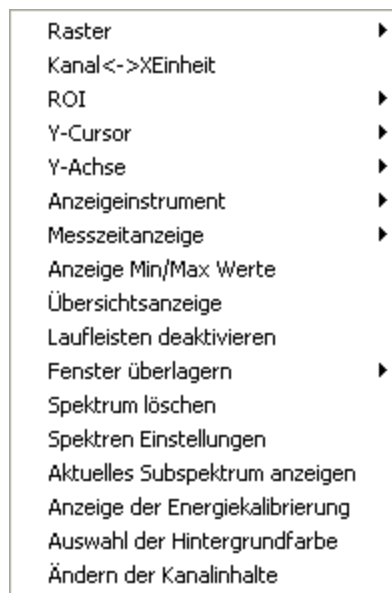 Raster
Kanal<->XEinheit
ROI
Y-Cursor
Y-Achse
Anzeigeinstrument
Messzeitanzeige
Anzeige Min/Max Werte
Übersichtsanzeige
Laufleisten deaktivieren
Fenster überlagern
Spektrum löschen
Spektren Einstellungen
Aktuelles Subspektrum anzeigen
Anzeige der Energiekalibrierung
Auswahl der Hintergrundfarbe
Ändern der Kanalinhalte